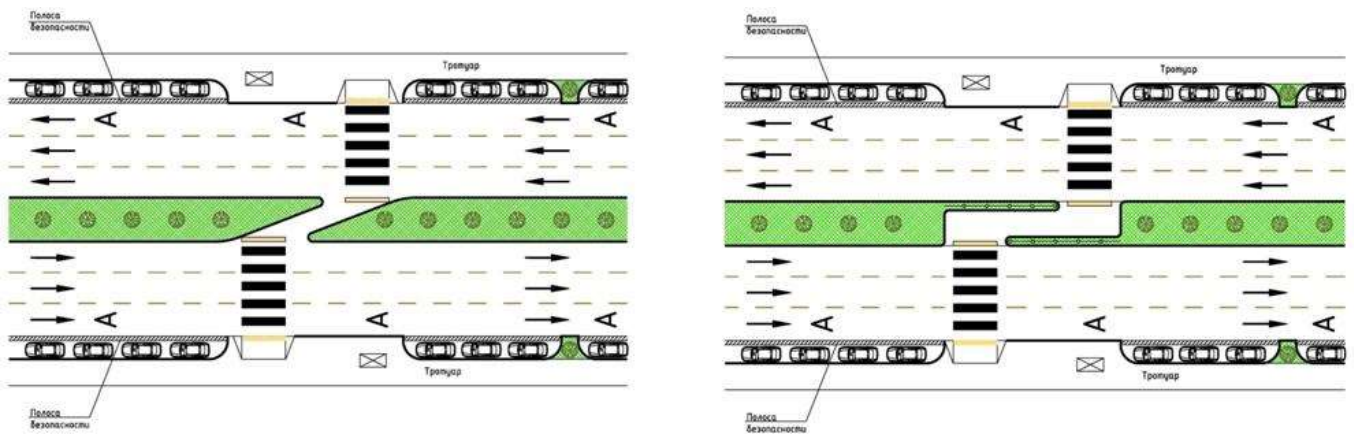 Полоса
безопасности
Тротуар
А
А
А
А
А
А
Тротуар
Полоса
безопасности
Полоса
безопасности
Тротуар
А
А
А
А
А
А
Тротуар
Полоса
безопасности